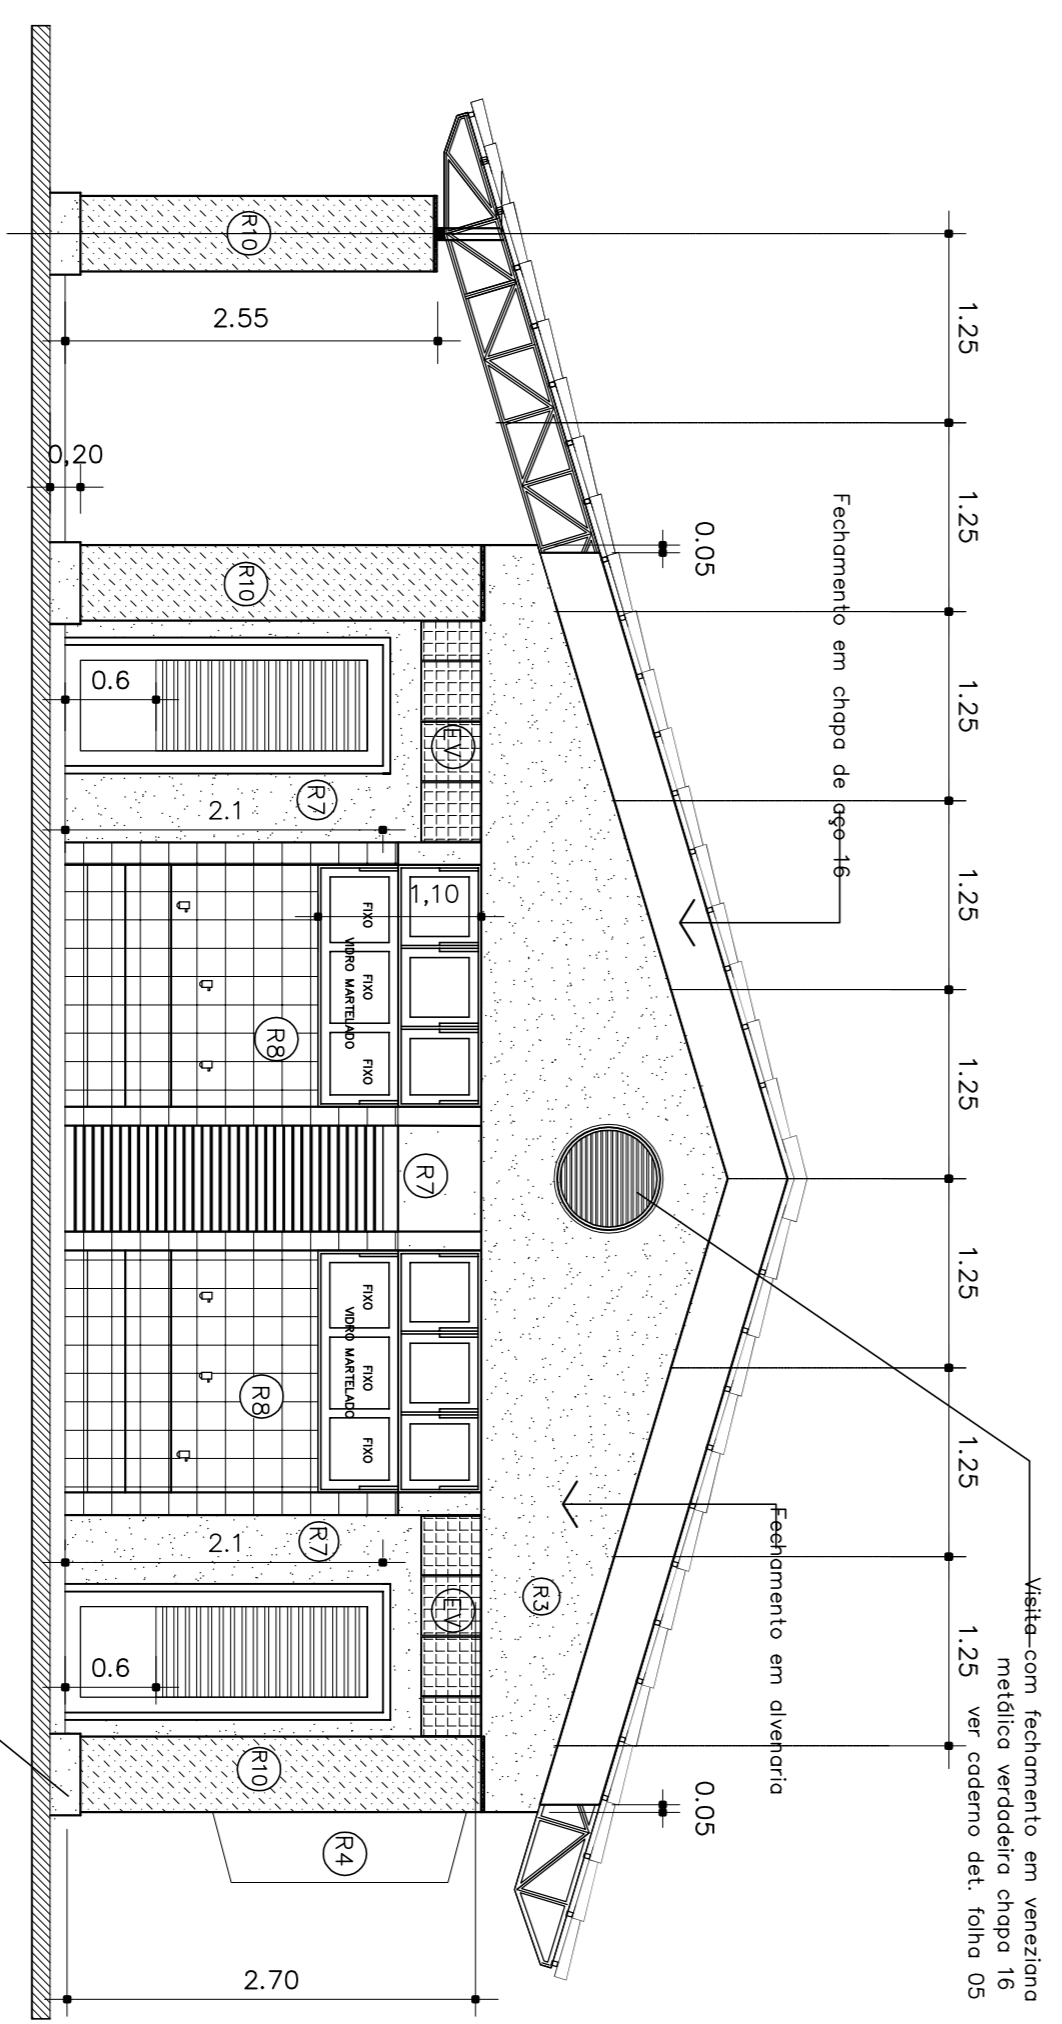 1.25
1.25
1.25
1.25
1.25
1.25
1.25
1.25
Visita com fechamento em veneziana
metálica verdadeira chapa 16
ver caderno det. folha 05
Fechamento em chapa de aço 16
0.05
0.05
Fechamento em alvenaria
R3
R10
2.55
0,20
R10
0.6
EV
R7
2.1
1,10
FIXO
FIXO
FIXO
VIDRO MARTELADO
R8
R7
FIXO
FIXO
FIXO
VIDRO MARTELADO
R8
R7
2.1
EV
0.6
R10
R4
2.70